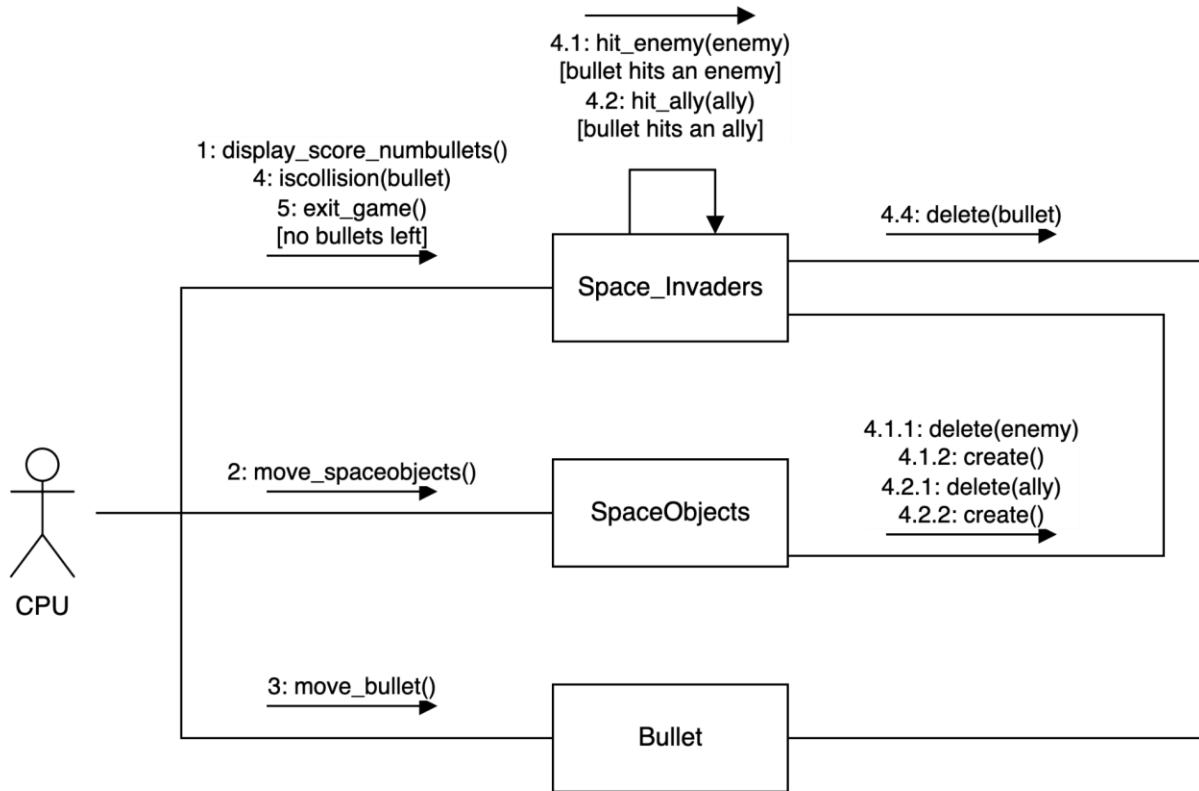 4.1: hit_enemy(enemy)
[bullet hits an enemy]
4.2: hit_ally(ally)
[bullet hits an ally]
1: display_score_numbullets()
4: iscollision(bullet)
5: exit_game()
[no bullets left]
4.4: delete(bullet)
Space_Invaders
2: move_spaceobjects()
SpaceObjects
4.1.1: delete(enemy)
4.1.2: create()
4.2.1: delete(ally)
4.2.2: create()
CPU
3: move_bullet()
Bullet